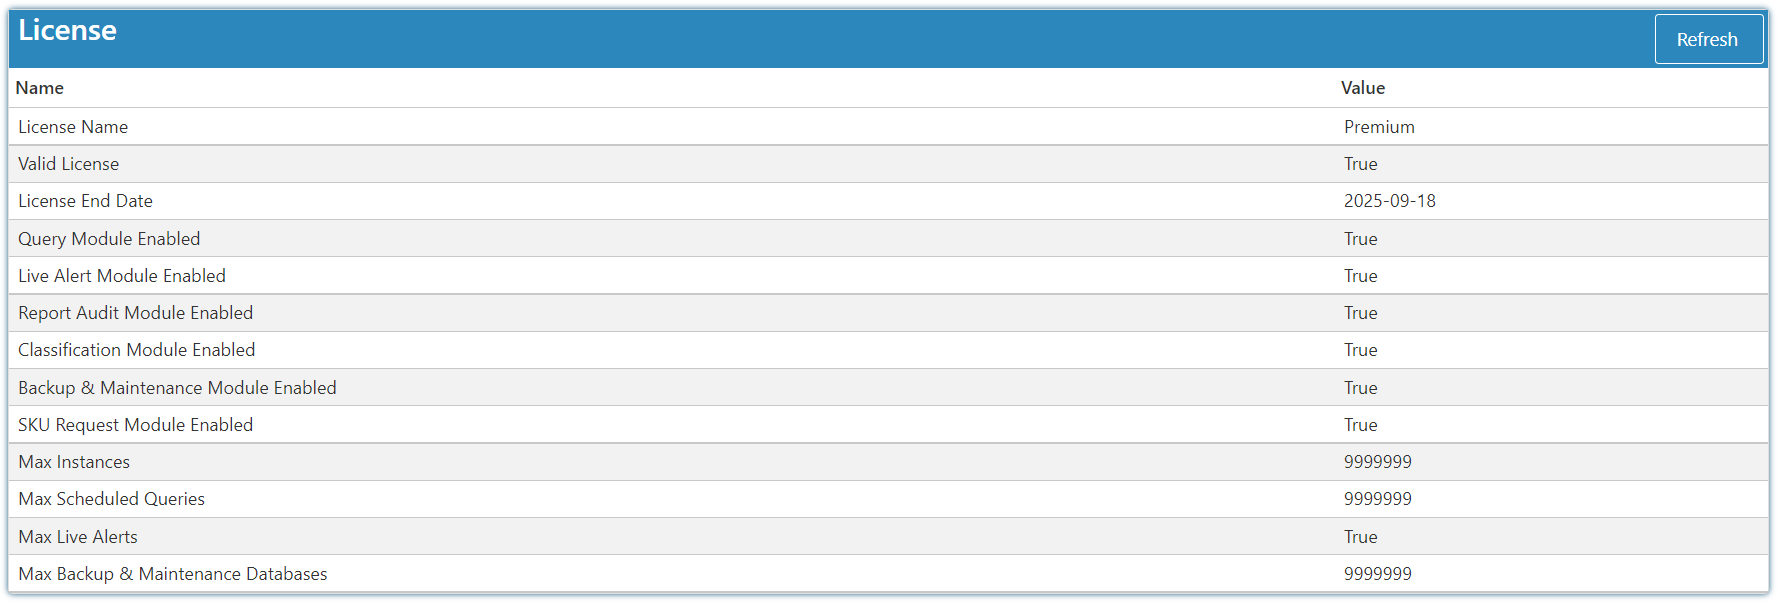 License
Refresh
Name Value
License Name Premium
Valid License True
License End Date 2025-09-18
Query Module Enabled True
Live Alert Module Enabled True
Report Audit Module Enabled True
Classification Module Enabled True
Backup & Maintenance Module Enabled True
SKU Request Module Enabled True
Max Instances 9999999
Max Scheduled Queries 9999999
Max Live Alerts True
Max Backup & Maintenance Databases 9999999